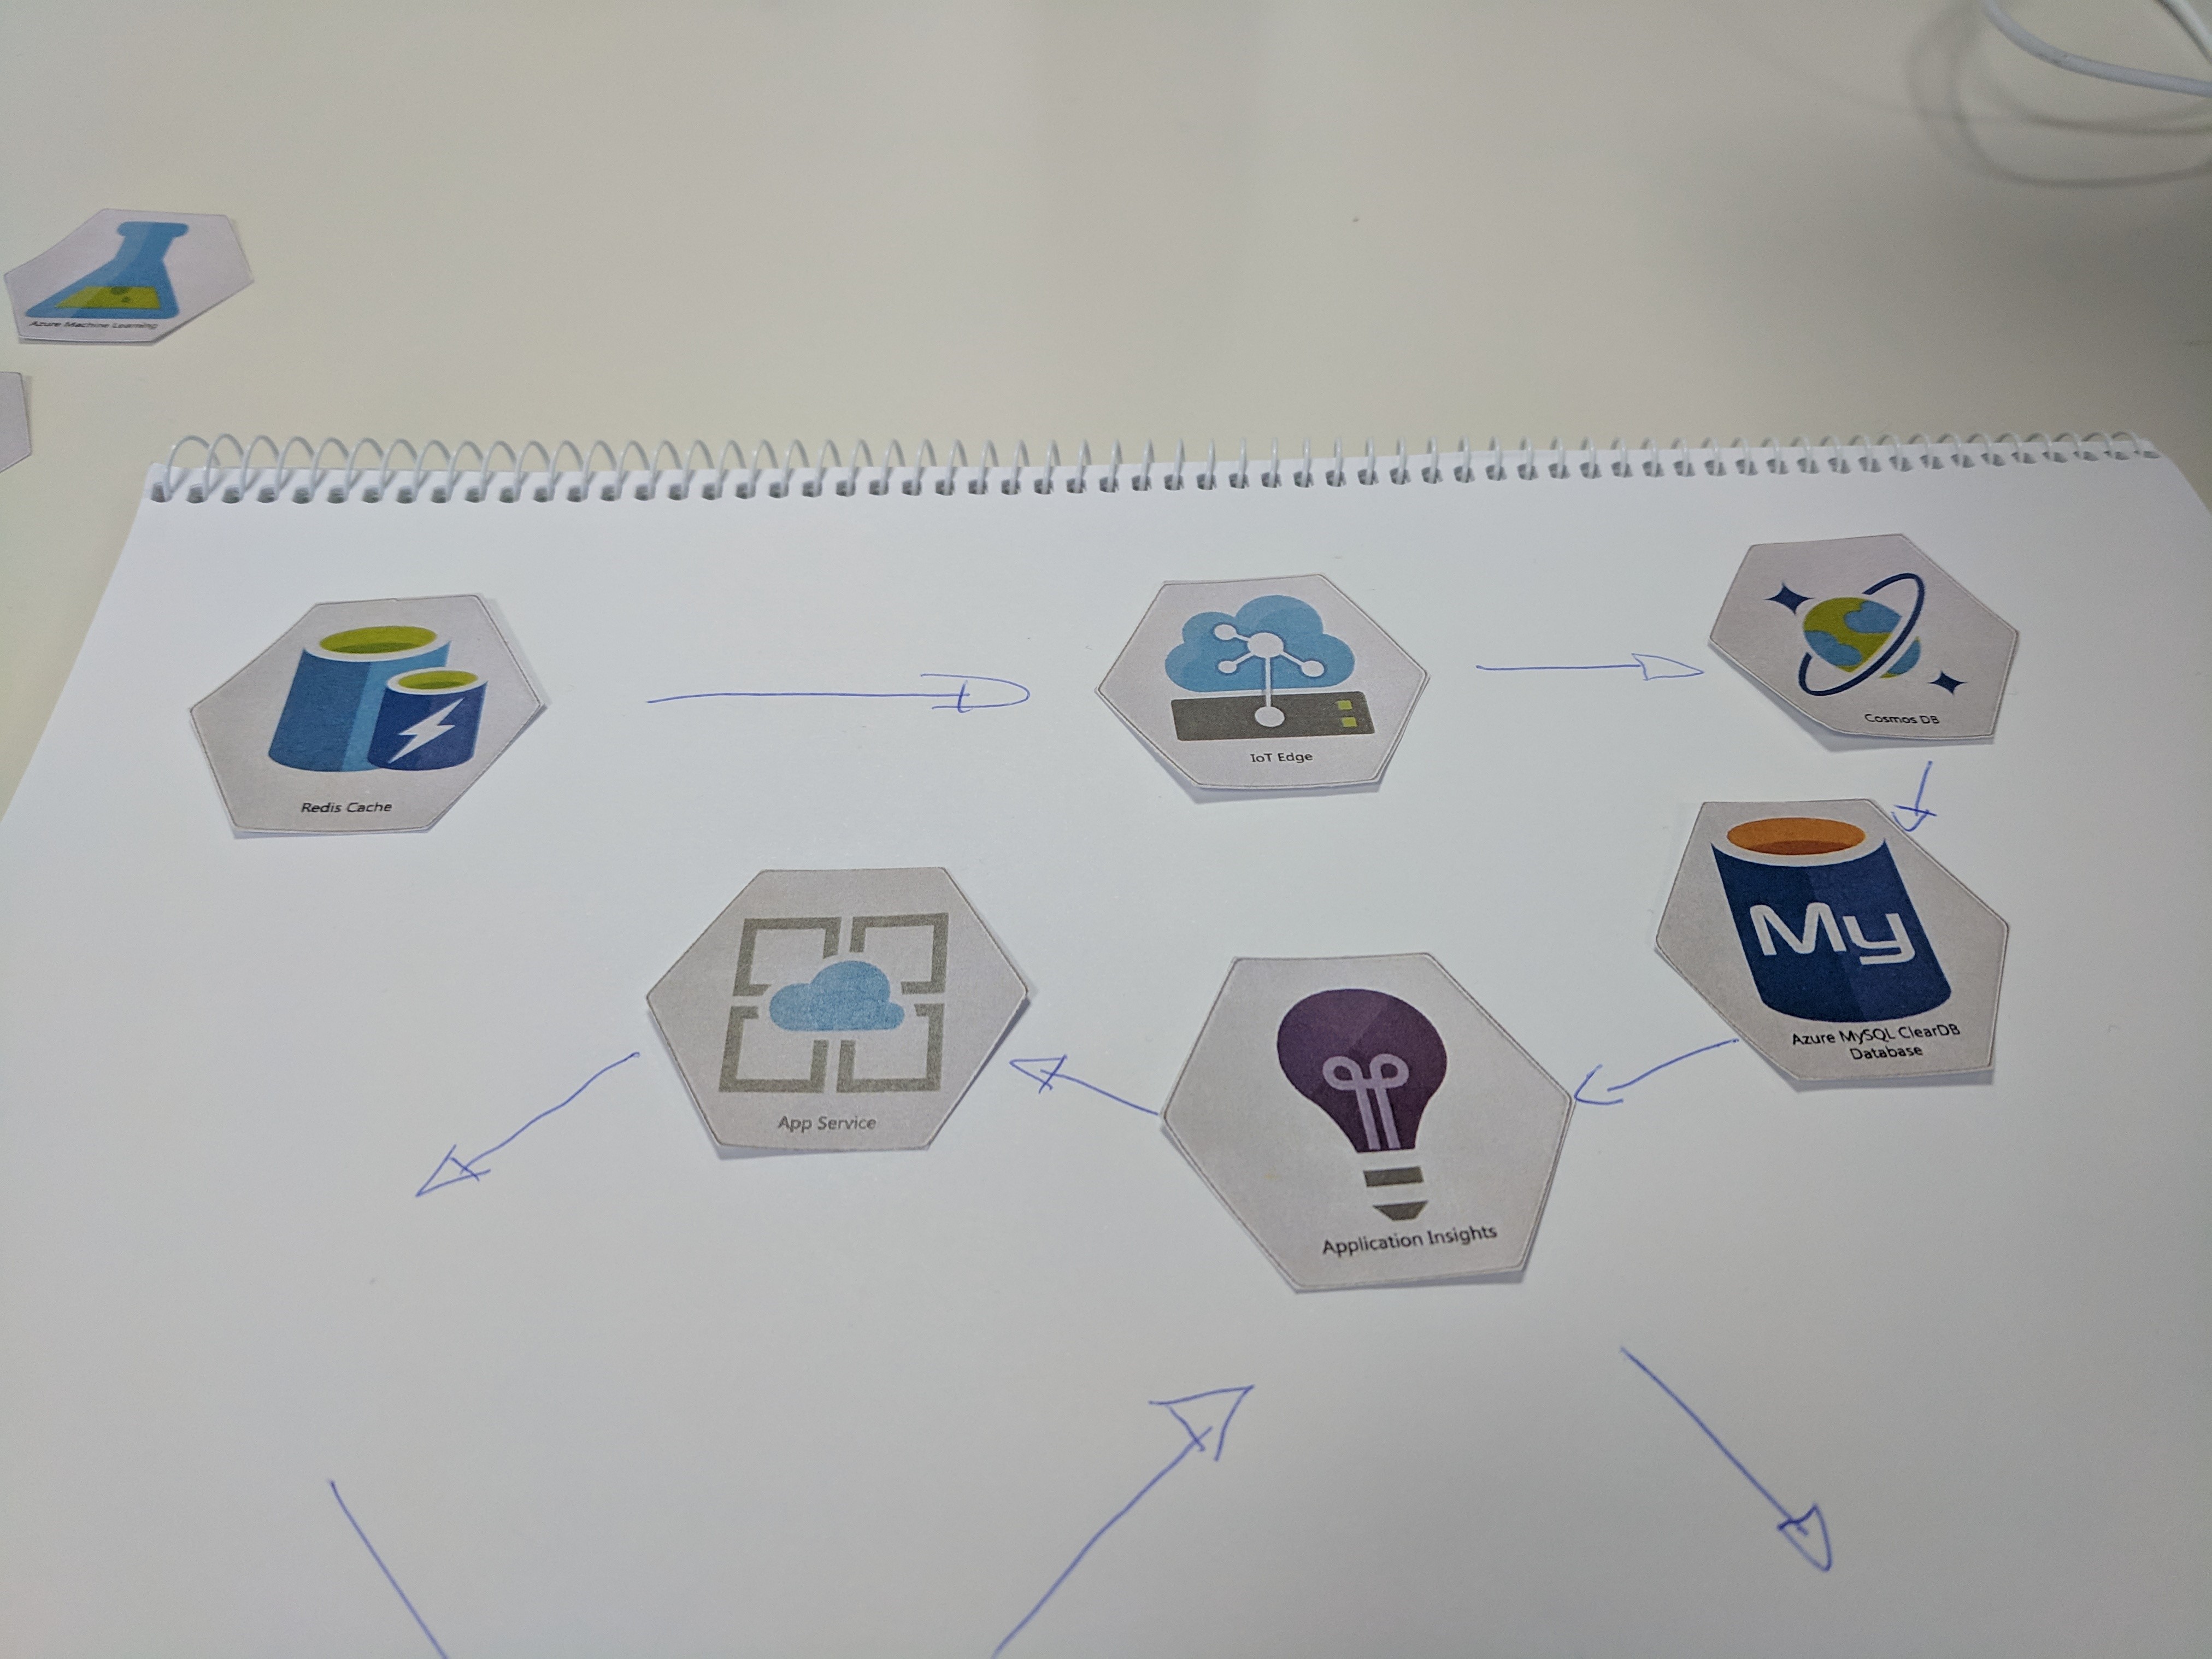 Azure Machine Learning
Redis Cache
IoT Edge
Cosmos DB
My
Azure MySQL ClearDB
Database
App Service
Application Insights